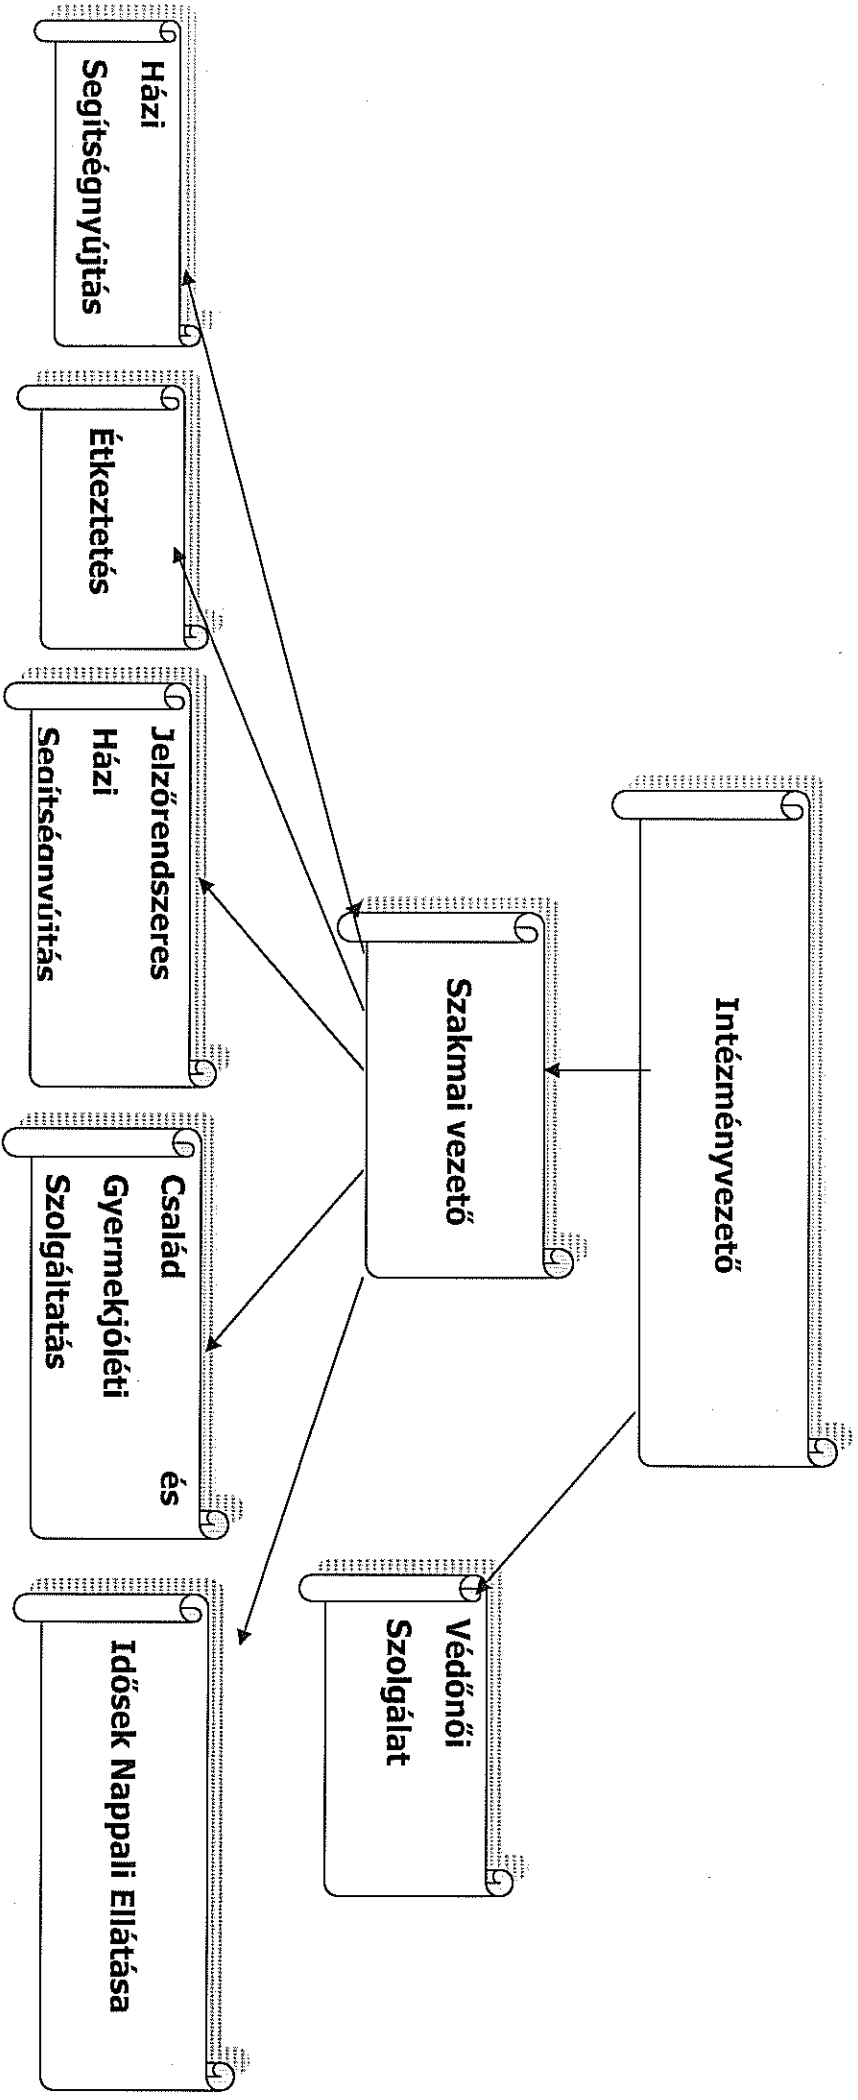 Intézményvezető
Szakmai vezető
Védőnői
Szolgálat
Házi
Segítségnyújtás
Étkeztetés
Jelzőrendszeres
Házi
Segítségnyújtás
Család és
Gyermekjóléti
Szolgáltatás
Idősek Nappali Ellátása